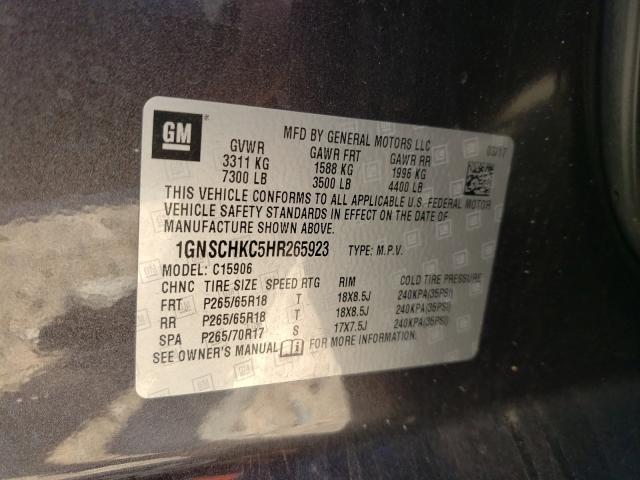 GM
MFD BY GENERAL MOTORS LLC
03/17
GVWR GAWR FRT GAWR RR
3311 KG 1588 KG 1996 KG
7300 LB 3500 LB 4400 LB
THIS VEHICLE CONFORMS TO ALL APPLICABLE U.S. FEDERAL MOTOR
VEHICLE SAFETY STANDARDS IN EFFECT ON THE DATE OF
MANUFACTURE SHOWN ABOVE.
1GNSCHKC5HR265923 TYPE: M.P.V.
MODEL: C15906
CHNC TIRE SIZE SPEED RTG RIM COLD TIRE PRESSURE
FRT P265/65R18 T 18X8.5J 240KPA(35PSI)
RR P265/65R18 T 18X8.5J 240KPA(35PSI)
SPA P265/70R17 S 17X7.5J 240KPA(35PSI)
SEE OWNER'S MANUAL FOR MORE INFORMATION.